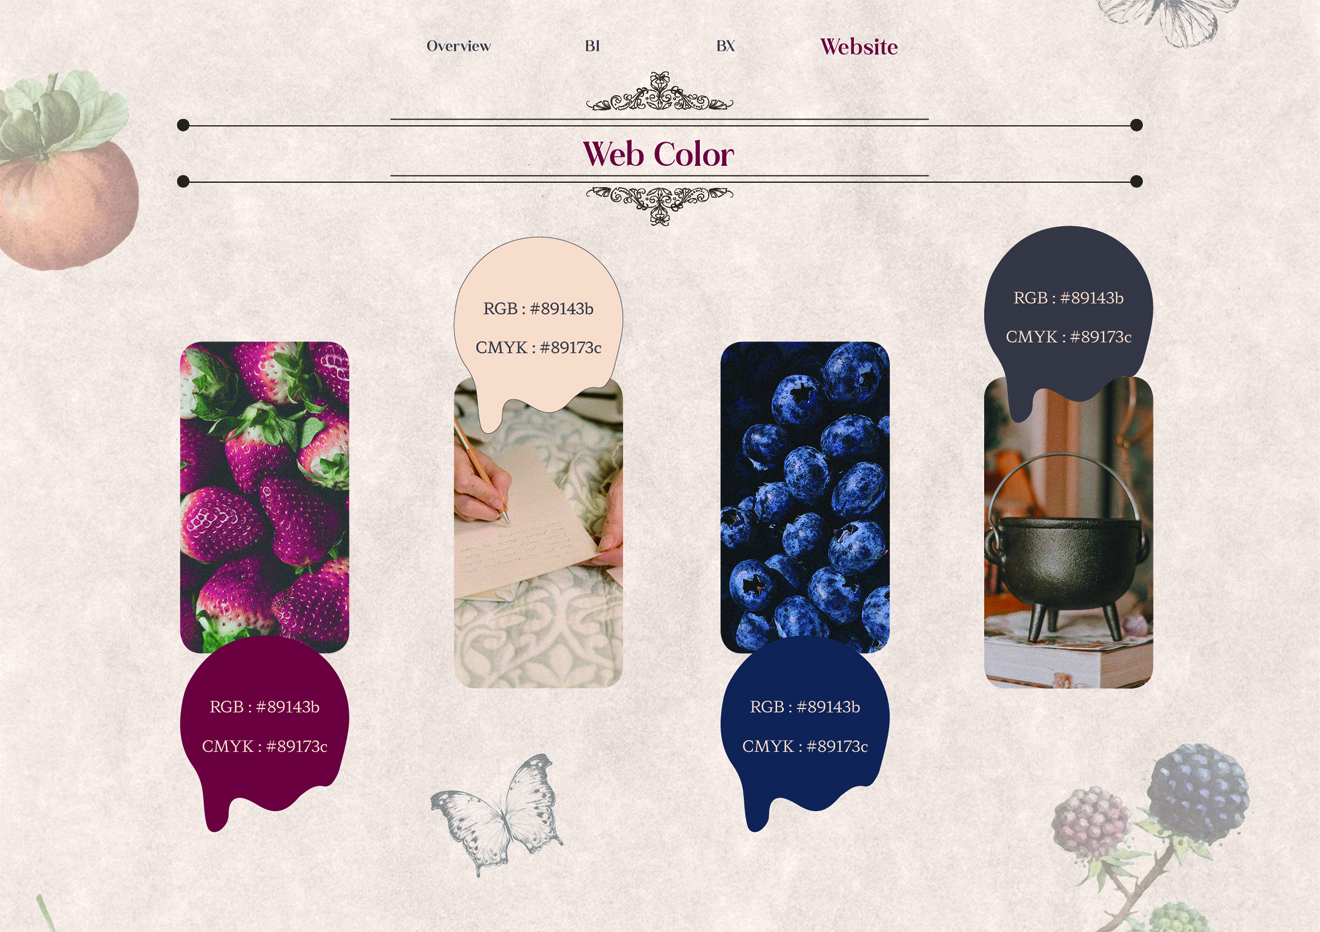 Overview
BI
BX
Website
Web Color
RGB : #89143b
CMYK : #89173c
RGB : #89143b
CMYK : #89173c
RGB : #89143b
CMYK : #89173c
RGB : #89143b
CMYK : #89173c